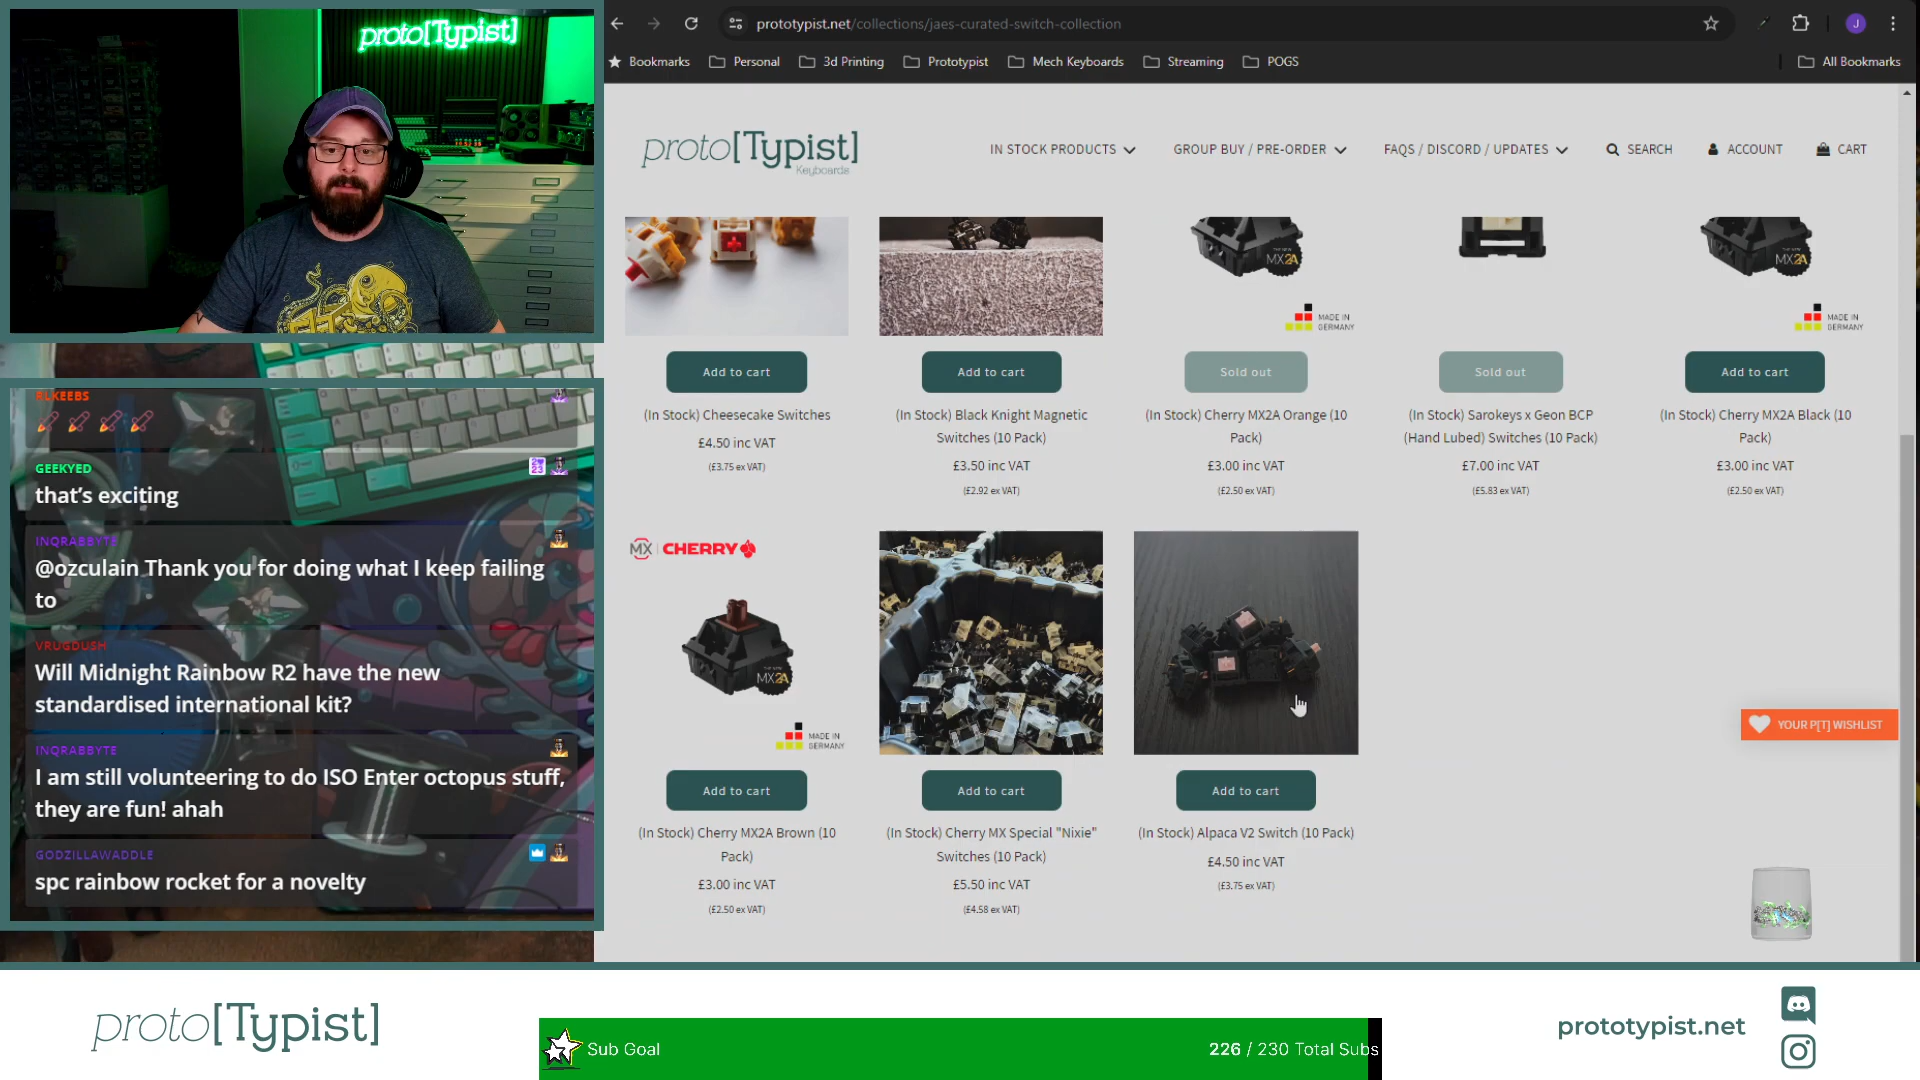 proto[Typist]
prototypist.net/collections/jaes-curated-switch-collection
J
Bookmarks
Personal
3d Printing
Prototypist
Mech Keyboards
Streaming
POGS
All Bookmarks
proto[Typist]
Keyboards
IN STOCK PRODUCTS
GROUP BUY / PRE-ORDER
FAQS / DISCORD / UPDATES
SEARCH
ACCOUNT
CART
MX2A
MADE IN
GERMANY
MX2A
MADE IN
GERMANY
Add to cart
Add to cart
Sold out
Sold out
Add to cart
(In Stock) Cheesecake Switches
£4.50 inc VAT
(£3.75 ex VAT)
(In Stock) Black Knight Magnetic
Switches (10 Pack)
£3.50 inc VAT
(£2.92 ex VAT)
(In Stock) Cherry MX2A Orange (10
Pack)
£3.00 inc VAT
(£2.50 ex VAT)
(In Stock) Sarokeys x Geon BCP
(Hand Lubed) Switches (10 Pack)
£7.00 inc VAT
(£5.83 ex VAT)
(In Stock) Cherry MX2A Black (10
Pack)
£3.00 inc VAT
(£2.50 ex VAT)
MX CHERRY
MX2A
MADE IN
GERMANY
Add to cart
Add to cart
Add to cart
(In Stock) Cherry MX2A Brown (10
Pack)
£3.00 inc VAT
(£2.50 ex VAT)
(In Stock) Cherry MX Special "Nixie"
Switches (10 Pack)
£5.50 inc VAT
(£4.58 ex VAT)
(In Stock) Alpaca V2 Switch (10 Pack)
£4.50 inc VAT
(£3.75 ex VAT)
YOUR P[T] WISHLIST
RLKEEBS
GEEKYED
that's exciting
INQRABBYTE
@ozculain Thank you for doing what I keep failing
to
VRUGDUSH
Will Midnight Rainbow R2 have the new
standardised international kit?
INQRABBYTE
I am still volunteering to do ISO Enter octopus stuff,
they are fun! ahah
GODZILLAWADDLE
spc rainbow rocket for a novelty
proto[Typist]
Sub Goal
226 / 230 Total Subs
prototypist.net